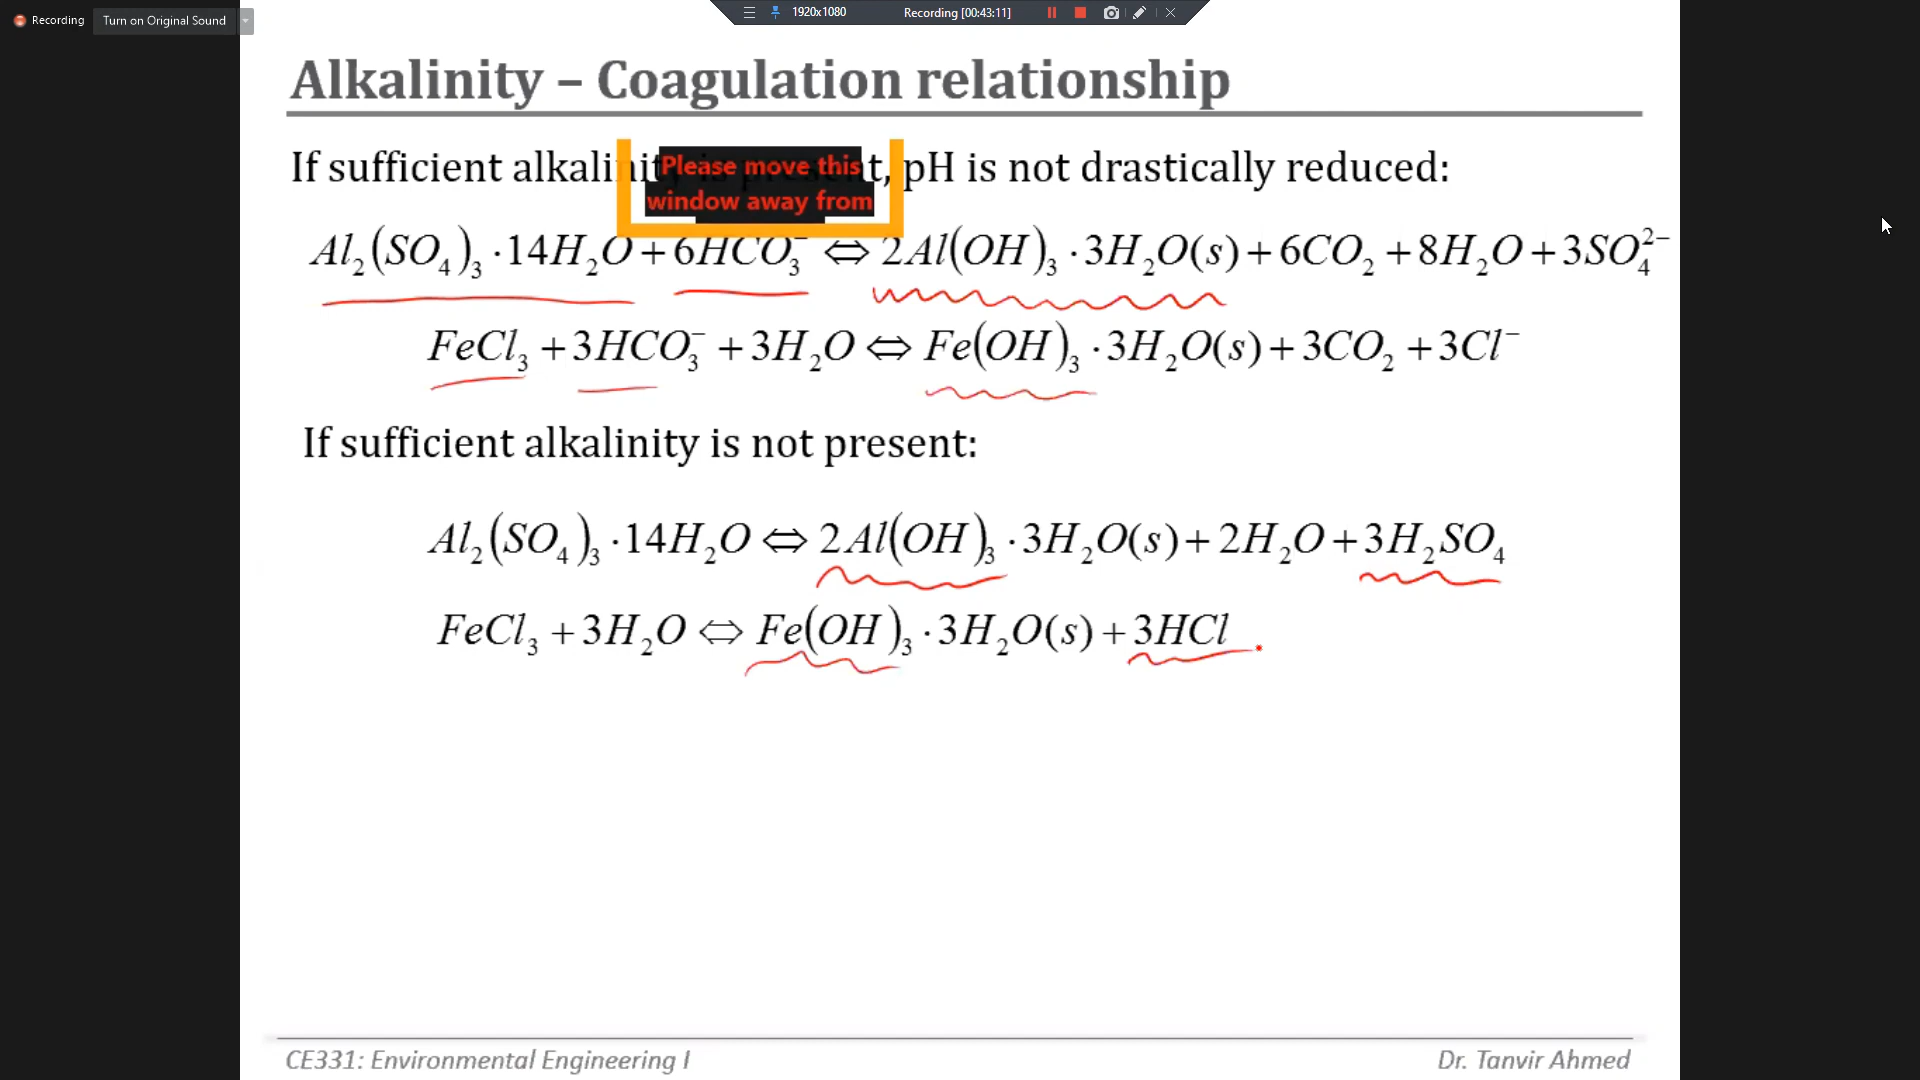 Recording
Turn on Original Sound
1920x1080
Recording [00:43:11]
Alkalinity – Coagulation relationship
If sufficient alkalinity is present, pH is not drastically reduced:
Please move this
window away from
Al₂(SO₄)₃·14H₂O + 6HCO₃⁻ ⇔ 2Al(OH)₃·3H₂O(s) + 6CO₂ + 8H₂O + 3SO₄²⁻
FeCl₃ + 3HCO₃⁻ + 3H₂O ⇔ Fe(OH)₃·3H₂O(s) + 3CO₂ + 3Cl⁻
If sufficient alkalinity is not present:
Al₂(SO₄)₃·14H₂O ⇔ 2Al(OH)₃·3H₂O(s) + 2H₂O + 3H₂SO₄
FeCl₃ + 3H₂O ⇔ Fe(OH)₃·3H₂O(s) + 3HCl
CE331: Environmental Engineering I
Dr. Tanvir Ahmed